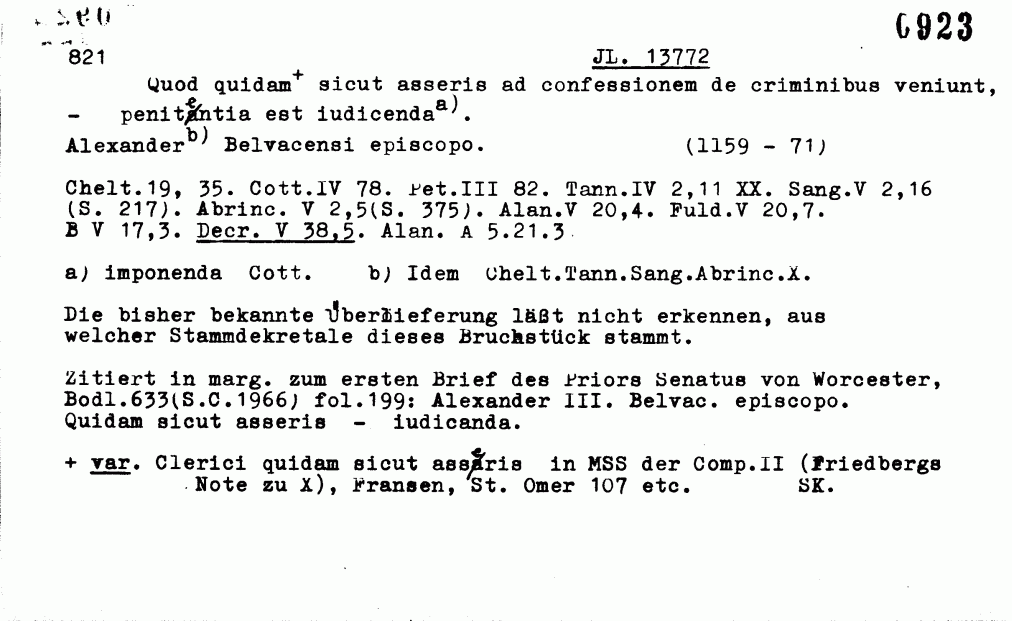 6923
821 JL. 13772
Quod quidam+ sicut asseris ad confessionem de criminibus veniunt,
- penitentia est iudicenda a).
Alexander b) Belvacensi episcopo. (1159 - 71)
Chelt.19, 35. Cott.IV 78. Pet.III 82. Tann.IV 2,11 XX. Sang.V 2,16
(S. 217). Abrinc. V 2,5(S. 375). Alan.V 20,4. Fuld.V 20,7.
B V 17,3. Decr. V 38,5. Alan. A 5.21.3
a) imponenda Cott. b) Idem Chelt.Tann.Sang.Abrinc.X.
Die bisher bekannte Überlieferung läßt nicht erkennen, aus
welcher Stammdekretale dieses Bruchstück stammt.
Zitiert in marg. zum ersten Brief des Priors Senatus von Worcester,
Bodl.633(S.C.1966) fol.199: Alexander III. Belvac. episcopo.
Quidam sicut asseris - iudicanda.
+ var. Clerici quidam sicut asseris in MSS der Comp.II (Friedbergs
Note zu X), Fransen, St. Omer 107 etc. SK.